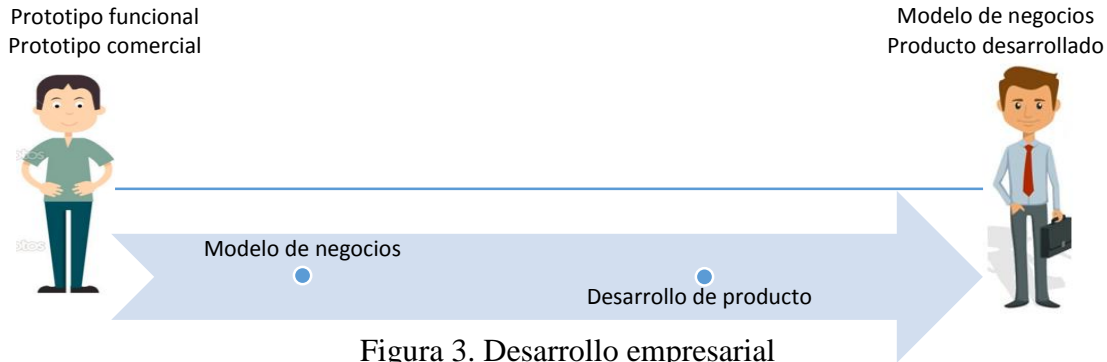 Prototipo funcional
Prototipo comercial
Modelo de negocios
Producto desarrollado
Modelo de negocios
Desarrollo de producto
Figura 3. Desarrollo empresarial